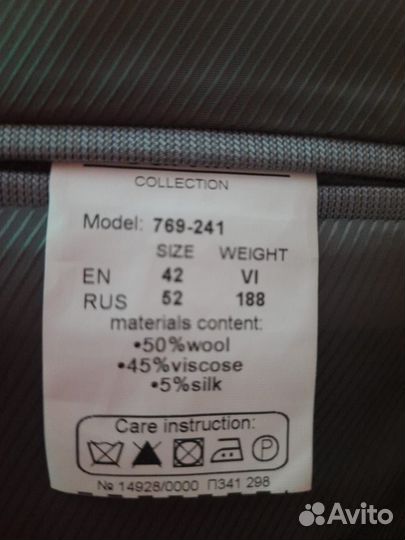 COLLECTION
Model: 769-241
SIZE WEIGHT
EN 42 VI
RUS 52 188
materials content:
•50%wool
•45%viscose
•5%silk
Care instruction:
P
№ 14928/0000 П341 298
Avito